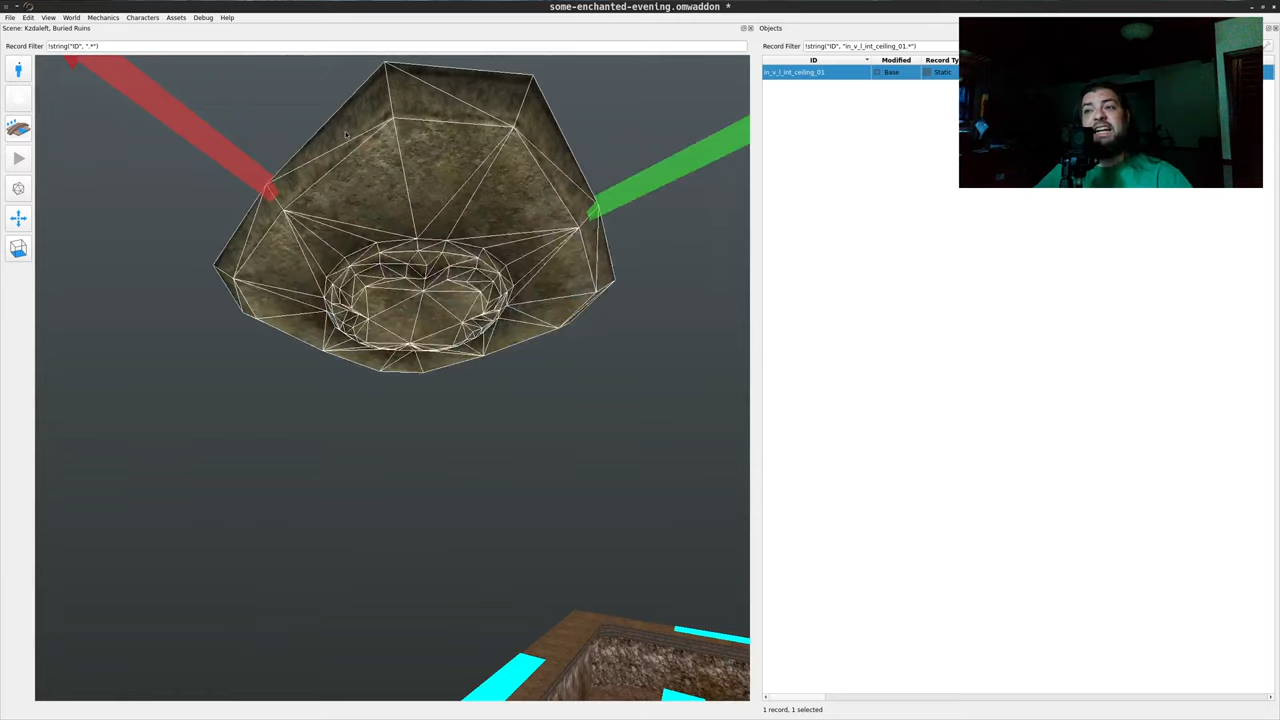 some-enchanted-evening.omwaddon *
File Edit View World Mechanics Characters Assets Debug Help
Scene: Kzdaleft, Buried Ruins
Objects
Record Filter !string("ID", ".*")
Record Filter !string("ID", "in_v_l_int_ceiling_01.*")
ID Modified Record Ty
in_v_l_int_ceiling_01 Base Static
1 record, 1 selected